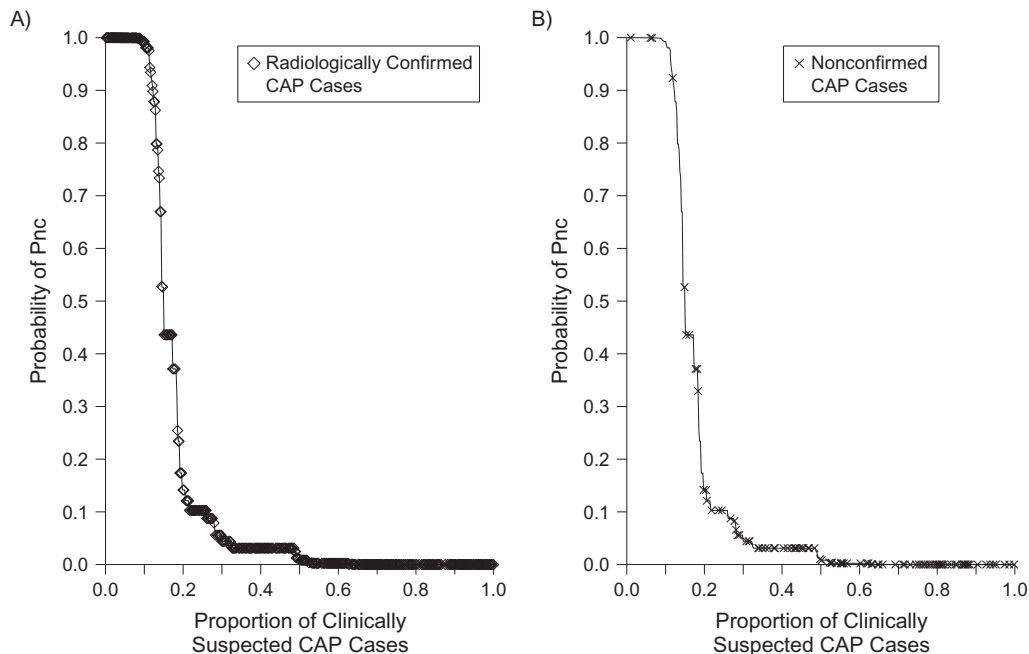 A)
1.0
0.9
0.8
0.7
0.6
0.5
0.4
0.3
0.2
0.1
0.0
Probability of Pnc
Radiologically Confirmed
CAP Cases
0.0 0.2 0.4 0.6 0.8 1.0
Proportion of Clinically
Suspected CAP Cases
B)
1.0
0.9
0.8
0.7
0.6
0.5
0.4
0.3
0.2
0.1
0.0
Probability of Pnc
Nonconfirmed
CAP Cases
0.0 0.2 0.4 0.6 0.8 1.0
Proportion of Clinically
Suspected CAP Cases